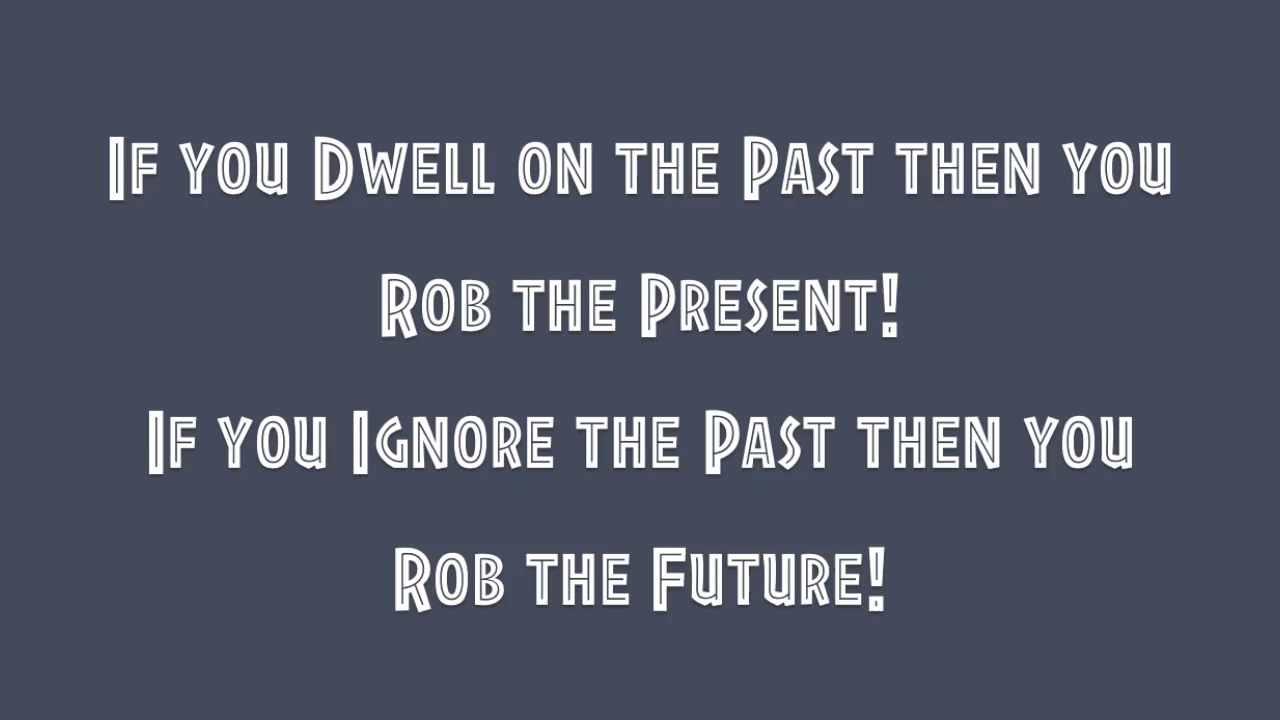 If you Dwell on the Past then you
Rob the Present!
If you Ignore the Past then you
Rob the Future!